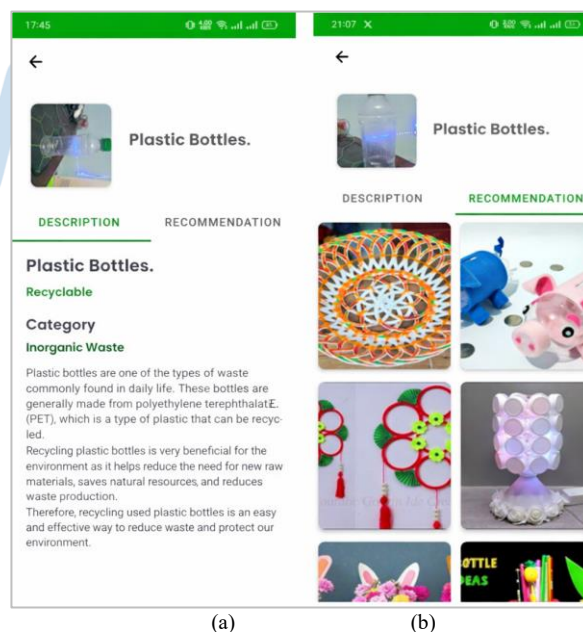 17:45
4.00
51
←
Plastic Bottles.
DESCRIPTION RECOMMENDATION
Plastic Bottles.
Recyclable
Category
Inorganic Waste
Plastic bottles are one of the types of waste
commonly found in daily life. These bottles are
generally made from polyethylene terephthalat£.
(PET), which is a type of plastic that can be recyc-
led.
Recycling plastic bottles is very beneficial for the
environment as it helps reduce the need for new raw
materials, saves natural resources, and reduces
waste production.
Therefore, recycling used plastic bottles is an easy
and effective way to reduce waste and protect our
environment.
(a)
21:07 X
←
Plastic Bottles.
DESCRIPTION RECOMMENDATION
OTTLE
DEAS
(b)